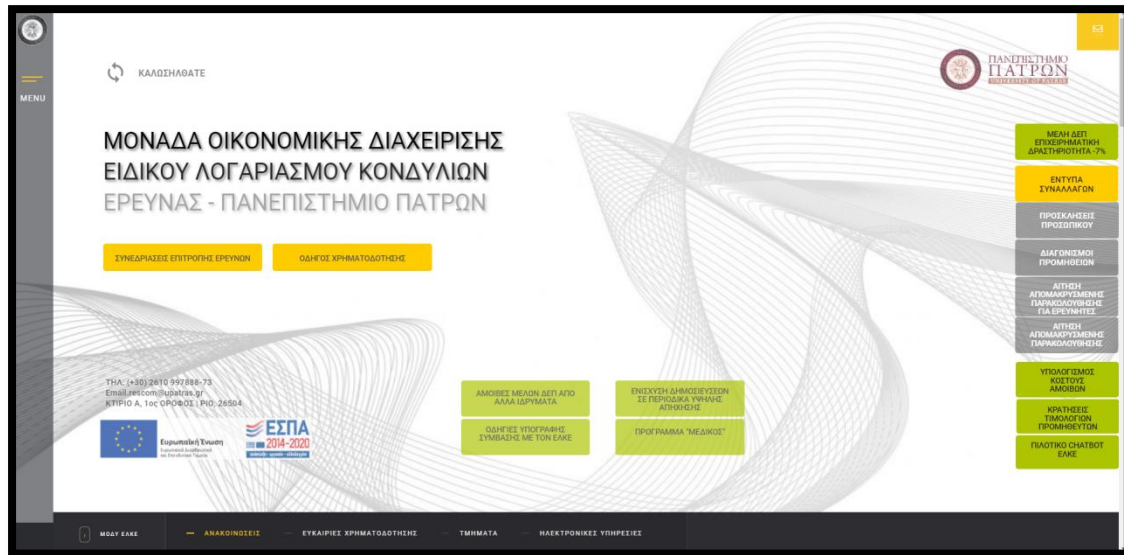 ΚΑΛΩΣΗΛΘΑΤΕ
MENU
ΠΑΝΕΠΙΣΤΗΜΙΟ
ΠΑΤΡΩΝ
UNIVERSITY OF PATRAS
ΜΟΝΑΔΑ ΟΙΚΟΝΟΜΙΚΗΣ ΔΙΑΧΕΙΡΙΣΗΣ
ΕΙΔΙΚΟΥ ΛΟΓΑΡΙΑΣΜΟΥ ΚΟΝΔΥΛΙΩΝ
ΕΡΕΥΝΑΣ - ΠΑΝΕΠΙΣΤΗΜΙΟ ΠΑΤΡΩΝ
ΣΥΝΕΔΡΙΑΣΕΙΣ ΕΠΙΤΡΟΠΗΣ ΕΡΕΥΝΩΝ
ΟΔΗΓΟΣ ΧΡΗΜΑΤΟΔΟΤΗΣΗΣ
ΜΕΛΗ ΔΕΠ
ΕΠΙΧΕΙΡΗΜΑΤΙΚΗ
ΔΡΑΣΤΗΡΙΟΤΗΤΑ -7%
ΕΝΤΥΠΑ
ΣΥΝΑΛΛΑΓΩΝ
ΠΡΟΣΚΛΗΣΕΙΣ
ΠΡΟΣΩΠΙΚΟΥ
ΔΙΑΓΩΝΙΣΜΟΙ
ΠΡΟΜΗΘΕΙΩΝ
ΑΙΤΗΣΗ
ΑΠΟΜΑΚΡΥΣΜΕΝΗΣ
ΠΑΡΑΚΟΛΟΥΘΗΣΗΣ
ΓΙΑ ΕΡΕΥΝΗΤΕΣ
ΑΙΤΗΣΗ
ΑΠΟΜΑΚΡΥΣΜΕΝΗΣ
ΠΑΡΑΚΟΛΟΥΘΗΣΗΣ
ΥΠΟΛΟΓΙΣΜΟΣ
ΚΟΣΤΟΥΣ
ΑΜΟΙΒΩΝ
ΚΡΑΤΗΣΕΙΣ
ΤΙΜΟΛΟΓΙΩΝ
ΠΡΟΜΗΘΕΥΤΩΝ
ΠΙΛΟΤΙΚΟ CHATBOT
ΕΛΚΕ
ΤΗΛ: (+30) 2610 997888-73
Email:rescom@upatras.gr
ΚΤΙΡΙΟ Α, 1ος ΟΡΟΦΟΣ | ΡΙΟ, 26504
Ευρωπαϊκή Ένωση
ΕΣΠΑ
2014-2020
ΑΜΟΙΒΕΣ ΜΕΛΩΝ ΔΕΠ ΑΠΟ
ΑΛΛΑ ΙΔΡΥΜΑΤΑ
ΕΝΙΣΧΥΣΗ ΔΗΜΟΣΙΕΥΣΕΩΝ
ΣΕ ΠΕΡΙΟΔΙΚΑ ΥΨΗΛΗΣ
ΑΠΗΧΗΣΗΣ
ΟΔΗΓΙΕΣ ΥΠΟΓΡΑΦΗΣ
ΣΥΜΒΑΣΗΣ ΜΕ ΤΟΝ ΕΛΚΕ
ΠΡΟΓΡΑΜΜΑ "ΜΕΔΙΚΟΣ"
ΜΟΔΥ ΕΛΚΕ
ΑΝΑΚΟΙΝΩΣΕΙΣ
ΕΥΚΑΙΡΙΕΣ ΧΡΗΜΑΤΟΔΟΤΗΣΗΣ
ΤΜΗΜΑΤΑ
ΗΛΕΚΤΡΟΝΙΚΕΣ ΥΠΗΡΕΣΙΕΣ